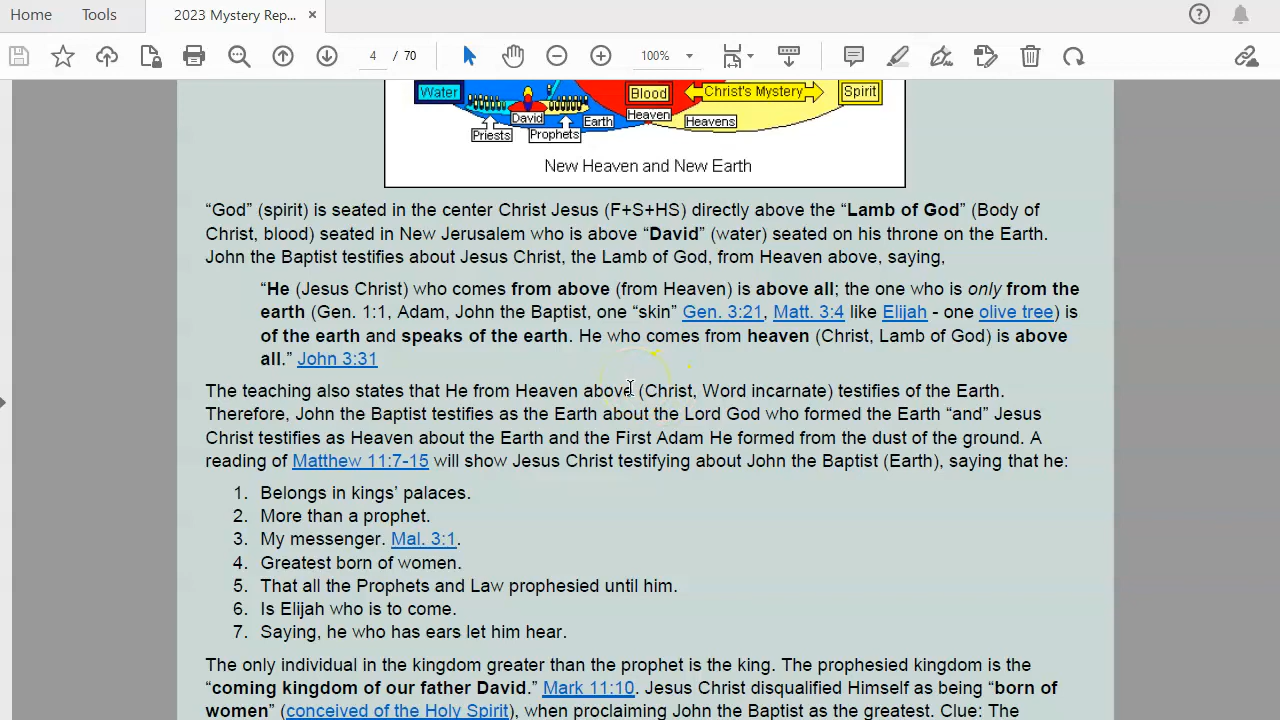 Home
Tools
2023 Mystery Rep...
4 / 70
100%
Water
Blood
Christ's Mystery
Spirit
David
Earth
Heaven
Heavens
Priests
Prophets
New Heaven and New Earth
“God” (spirit) is seated in the center Christ Jesus (F+S+HS) directly above the “Lamb of God” (Body of
Christ, blood) seated in New Jerusalem who is above “David” (water) seated on his throne on the Earth.
John the Baptist testifies about Jesus Christ, the Lamb of God, from Heaven above, saying,
“He (Jesus Christ) who comes from above (from Heaven) is above all; the one who is only from the
earth (Gen. 1:1, Adam, John the Baptist, one “skin” Gen. 3:21, Matt. 3:4 like Elijah - one olive tree) is
of the earth and speaks of the earth. He who comes from heaven (Christ, Lamb of God) is above
all.” John 3:31
The teaching also states that He from Heaven above (Christ, Word incarnate) testifies of the Earth.
Therefore, John the Baptist testifies as the Earth about the Lord God who formed the Earth “and” Jesus
Christ testifies as Heaven about the Earth and the First Adam He formed from the dust of the ground. A
reading of Matthew 11:7-15 will show Jesus Christ testifying about John the Baptist (Earth), saying that he:
1. Belongs in kings’ palaces.
2. More than a prophet.
3. My messenger. Mal. 3:1.
4. Greatest born of women.
5. That all the Prophets and Law prophesied until him.
6. Is Elijah who is to come.
7. Saying, he who has ears let him hear.
The only individual in the kingdom greater than the prophet is the king. The prophesied kingdom is the
“coming kingdom of our father David.” Mark 11:10. Jesus Christ disqualified Himself as being “born of
women” (conceived of the Holy Spirit), when proclaiming John the Baptist as the greatest. Clue: The